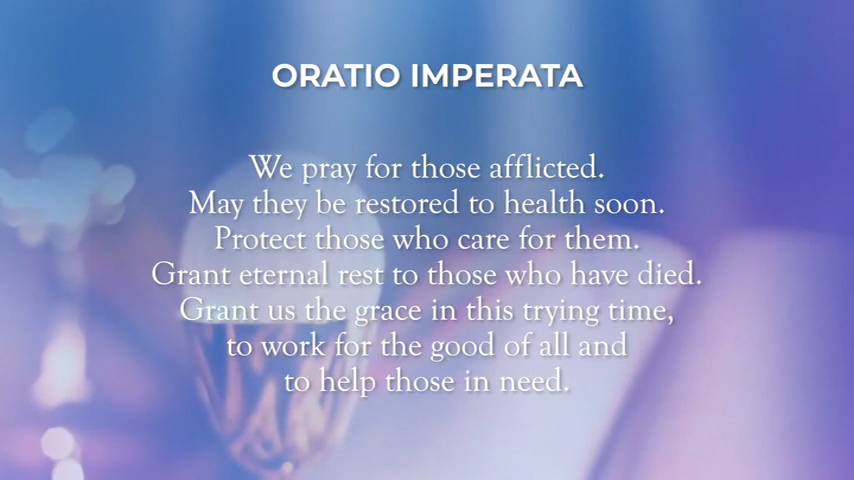 ORATIO IMPERATA
We pray for those afflicted.
May they be restored to health soon.
Protect those who care for them.
Grant eternal rest to those who have died.
Grant us the grace in this trying time,
to work for the good of all and
to help those in need.